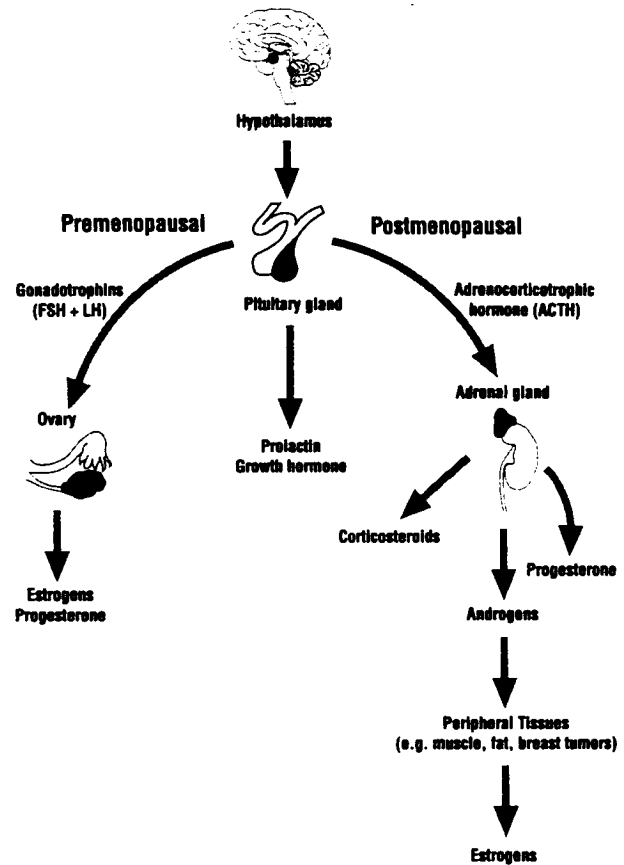 Hypothalamus
Premenopausal
Postmenopausal
Gonadotrophins
(FSH + LH)
Pituitary gland
Adrenocorticotrophic
hormone (ACTH)
Ovary
Adrenal gland
Prolactin
Growth hormone
Corticosteroids
Progesterone
Estrogens
Progesterone
Androgens
Peripheral Tissues
(e.g. muscle, fat, breast tumors)
Estrogens